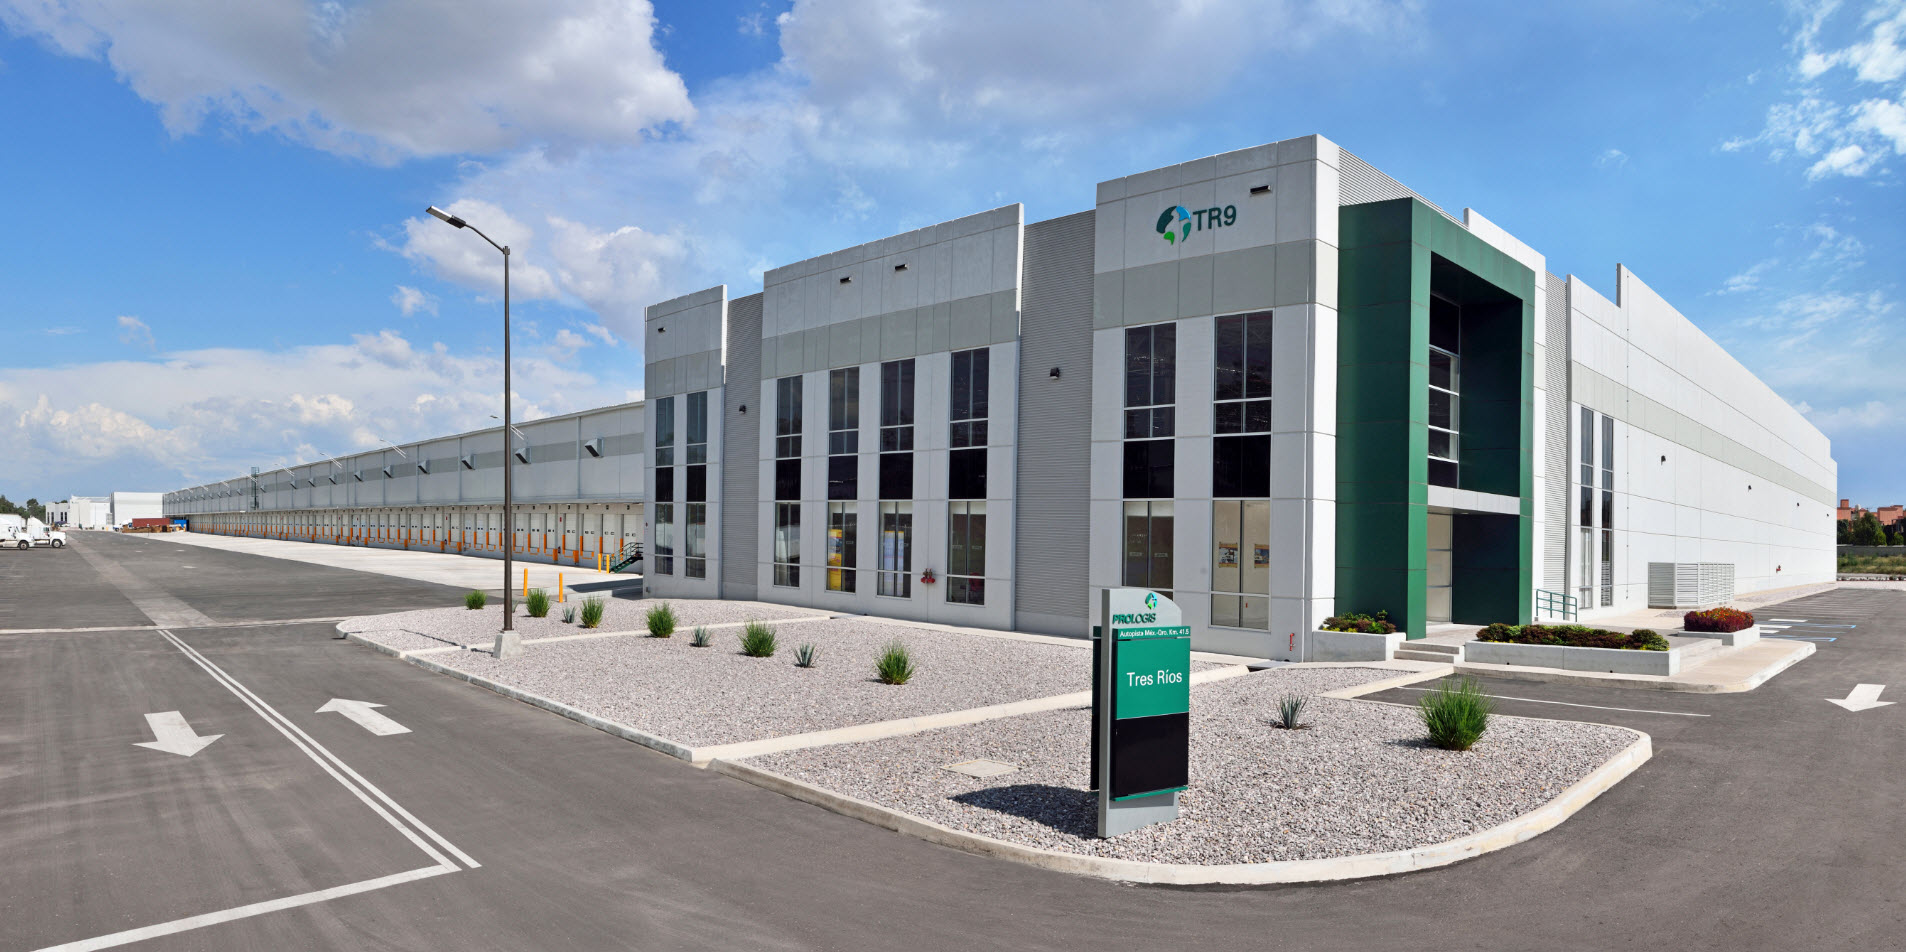 TR9
PROLOGIS
Autopista Méx.-Qro. Km. 41.5
Tres Ríos